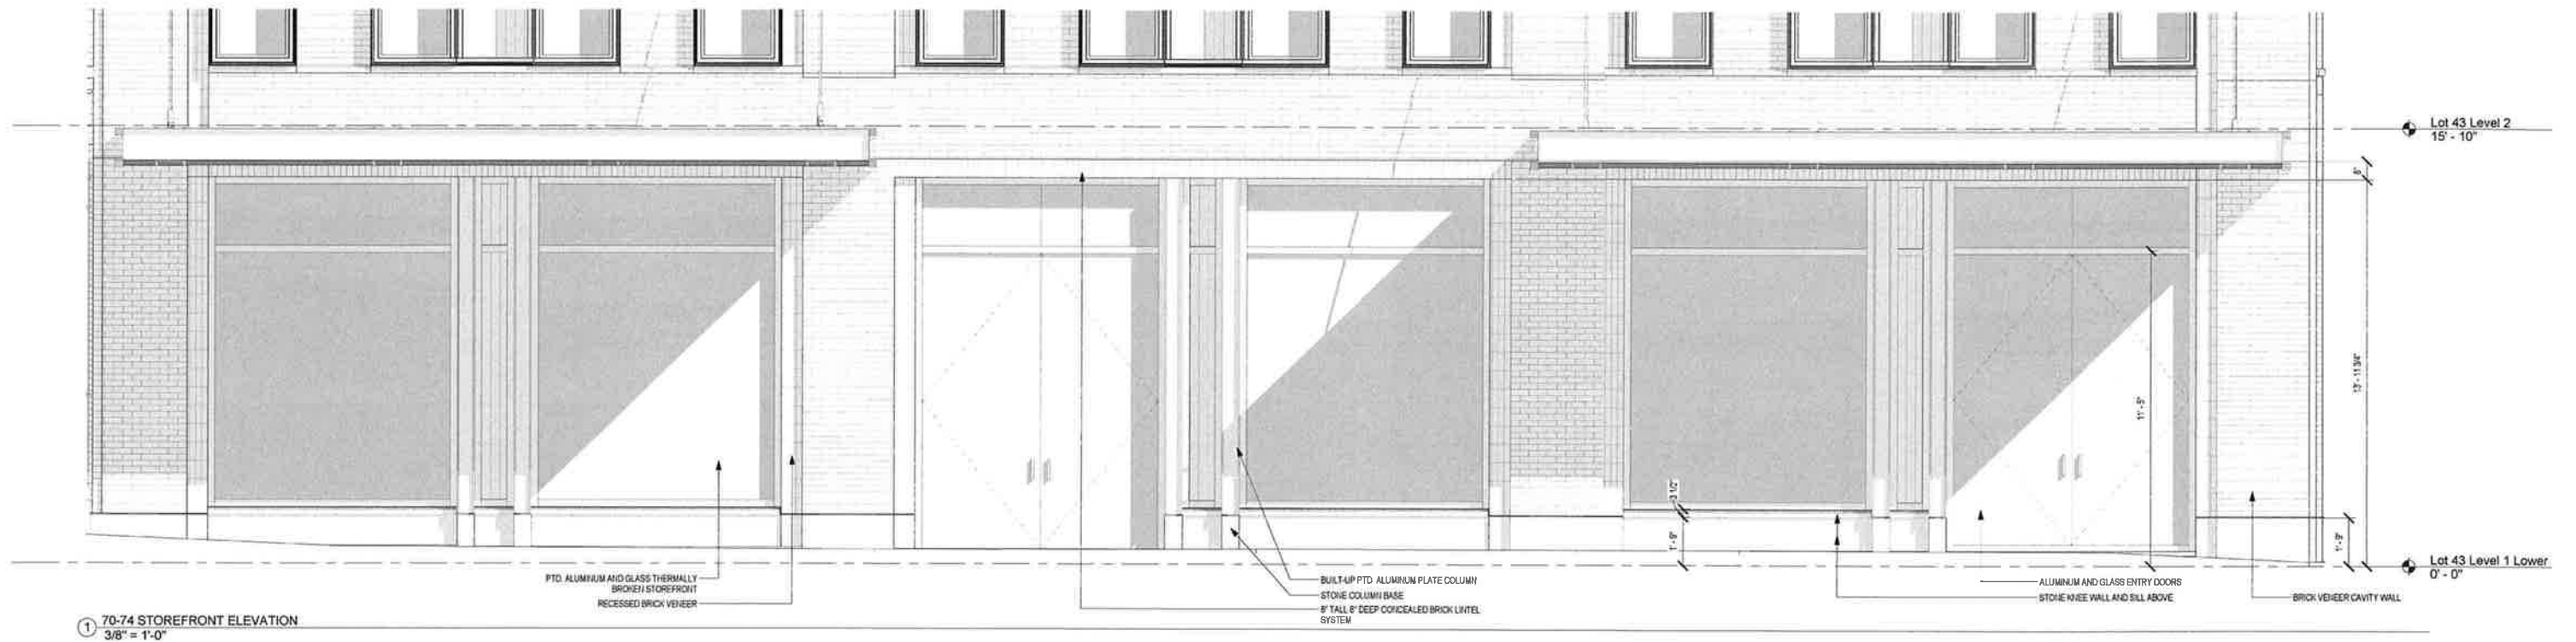 Lot 43 Level 2
15' - 10"
8"
13' - 11 3/4"
11' - 5"
3 1/2"
1' - 9"
1' - 9"
Lot 43 Level 1 Lower
0' - 0"
PTD. ALUMINUM AND GLASS THERMALLY
BROKEN STOREFRONT
RECESSED BRICK VENEER
BUILT-UP PTD ALUMINUM PLATE COLUMN
STONE COLUMN BASE
8" TALL 8" DEEP CONCEALED BRICK LINTEL
SYSTEM
ALUMINUM AND GLASS ENTRY DOORS
STONE KNEE WALL AND SILL ABOVE
BRICK VENEER CAVITY WALL
1 70-74 STOREFRONT ELEVATION
3/8" = 1'-0"